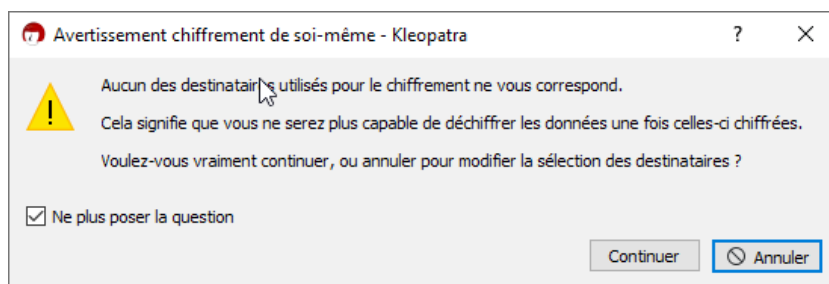 Avertissement chiffrement de soi-même - Kleopatra
Aucun des destinataires utilisés pour le chiffrement ne vous correspond.
Cela signifie que vous ne serez plus capable de déchiffrer les données une fois celles-ci chiffrées.
Voulez-vous vraiment continuer, ou annuler pour modifier la sélection des destinataires ?
Ne plus poser la question
Continuer
Annuler